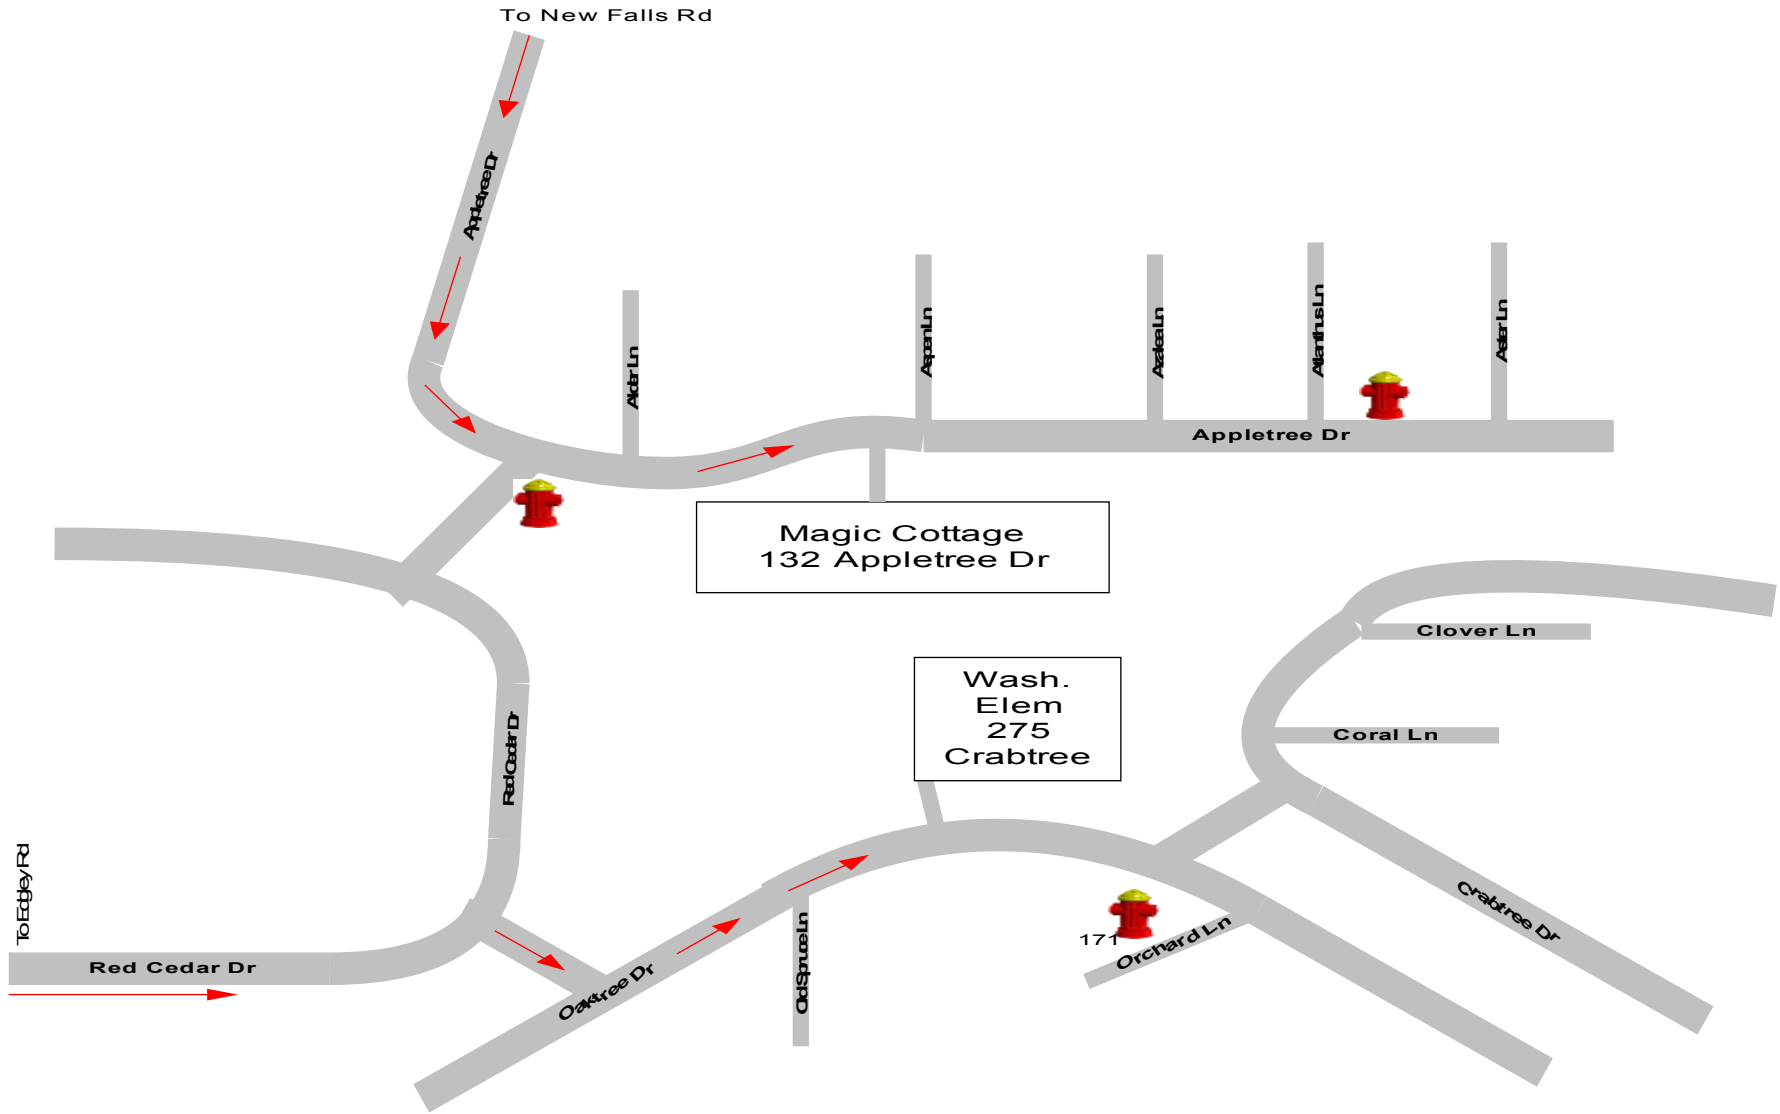 To New Falls Rd
Appletree Dr
Alder Ln
Aspen Ln
Azalea Ln
Ailanthus Ln
Aster Ln
Appletree Dr
Magic Cottage
132 Appletree Dr
Clover Ln
Wash.
Elem
275
Crabtree
Coral Ln
Red Cedar Dr
To Edgley Rd
Red Cedar Dr
Oaktree Dr
Old Spruce Ln
171
Orchard Ln
Crabtree Dr